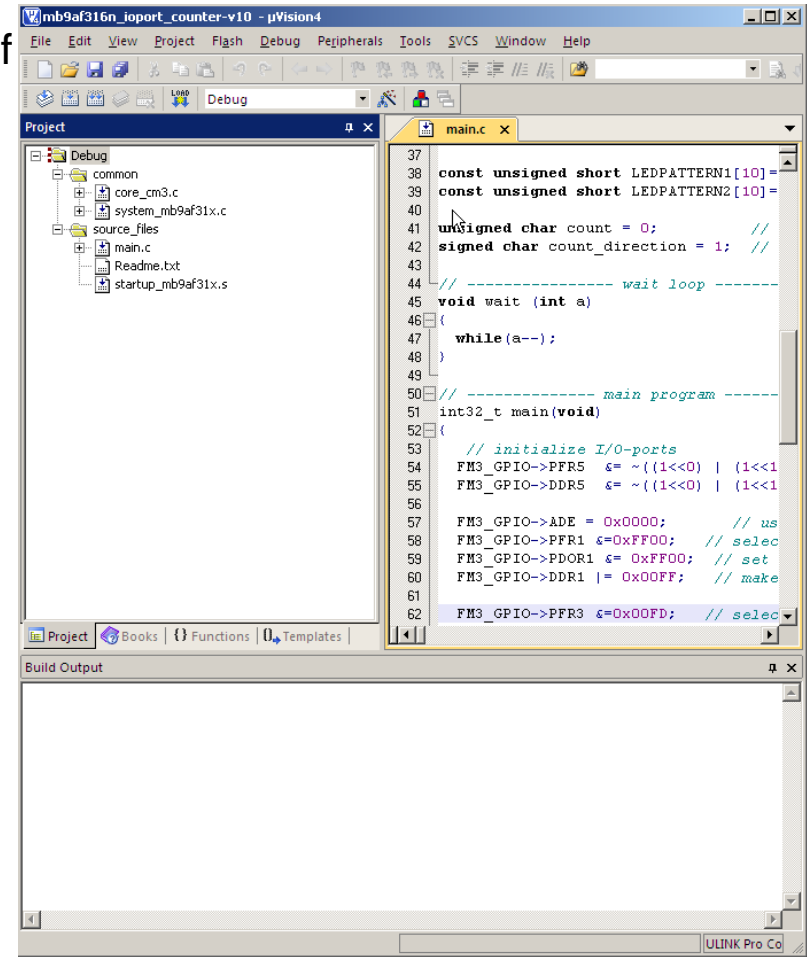 mb9af316n_ioport_counter-v10 - µVision4
f
File Edit View Project Flash Debug Peripherals Tools SVCS Window Help
LOAD
Debug
Project
main.c
Debug
common
core_cm3.c
system_mb9af31x.c
source_files
main.c
Readme.txt
startup_mb9af31x.s
37
38 const unsigned short LEDPATTERN1[10]=
39 const unsigned short LEDPATTERN2[10]=
40
41 unsigned char count = 0; //
42 signed char count_direction = 1; //
43
44 // ---------------- wait loop -------
45 void wait (int a)
46 {
47 while(a--);
48 }
49
50 // -------------- main program ------
51 int32_t main(void)
52 {
53 // initialize I/O-ports
54 FM3_GPIO->PFR5 &= ~((1<<0) | (1<<1
55 FM3_GPIO->DDR5 &= ~((1<<0) | (1<<1
56
57 FM3_GPIO->ADE = 0x0000; // us
58 FM3_GPIO->PFR1 &=0xFF00; // selec
59 FM3_GPIO->PDOR1 &= 0xFF00; // set
60 FM3_GPIO->DDR1 |= 0x00FF; // make
61
62 FM3_GPIO->PFR3 &=0x00FD; // selec
Project Books {} Functions 0 Templates
Build Output
ULINK Pro Co